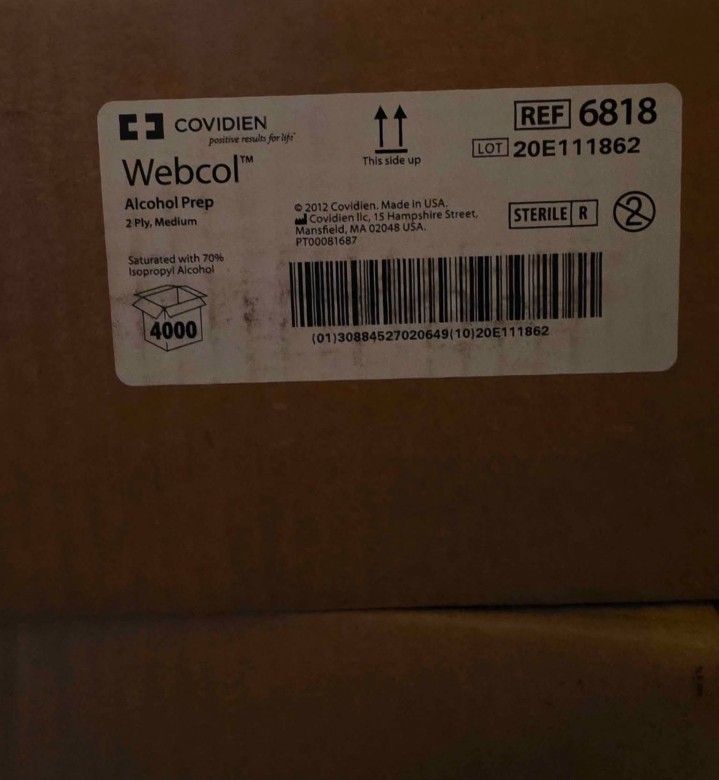 COVIDIEN
positive results for life™
Webcol™
Alcohol Prep
2 Ply, Medium
Saturated with 70%
Isopropyl Alcohol
4000
This side up
© 2012 Covidien. Made in USA.
Covidien llc, 15 Hampshire Street,
Mansfield, MA 02048 USA.
PT00081687
REF 6818
LOT 20E111862
STERILE R
2
(01)30884527020649(10)20E111862